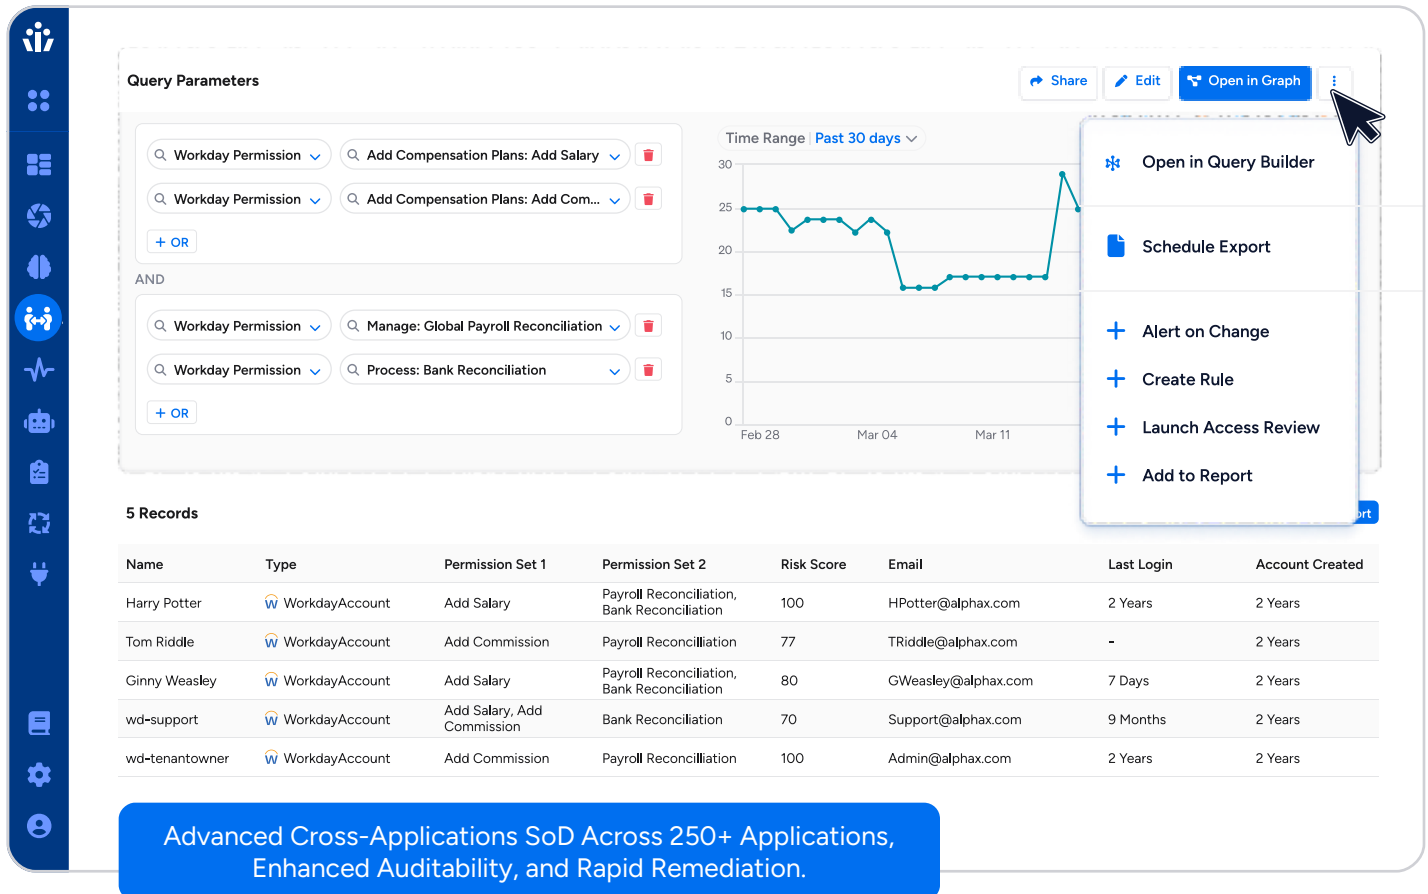 Query Parameters
Share
Edit
Open in Graph
Workday Permission
Add Compensation Plans: Add Salary
Workday Permission
Add Compensation Plans: Add Com...
+ OR
AND
Workday Permission
Manage: Global Payroll Reconciliation
Workday Permission
Process: Bank Reconciliation
+ OR
Time Range
Past 30 days
30
25
20
15
10
5
0
Feb 28
Mar 04
Mar 11
Open in Query Builder
Schedule Export
Alert on Change
Create Rule
Launch Access Review
Add to Report
5 Records
ort
Name Type Permission Set 1 Permission Set 2 Risk Score Email Last Login Account Created
Harry Potter W WorkdayAccount Add Salary Payroll Reconciliation, Bank Reconciliation 100 HPotter@alphax.com 2 Years 2 Years
Tom Riddle W WorkdayAccount Add Commission Payroll Reconcilliation 77 TRiddle@alphax.com - 2 Years
Ginny Weasley W WorkdayAccount Add Salary Payroll Reconciliation, Bank Reconciliation 80 GWeasley@alphax.com 7 Days 2 Years
wd-support W WorkdayAccount Add Salary, Add Commission Bank Reconciliation 70 Support@alphax.com 9 Months 2 Years
wd-tenantowner W WorkdayAccount Add Commission Payroll Reconcilliation 100 Admin@alphax.com 2 Years 2 Years
Advanced Cross-Applications SoD Across 250+ Applications,
Enhanced Auditability, and Rapid Remediation.